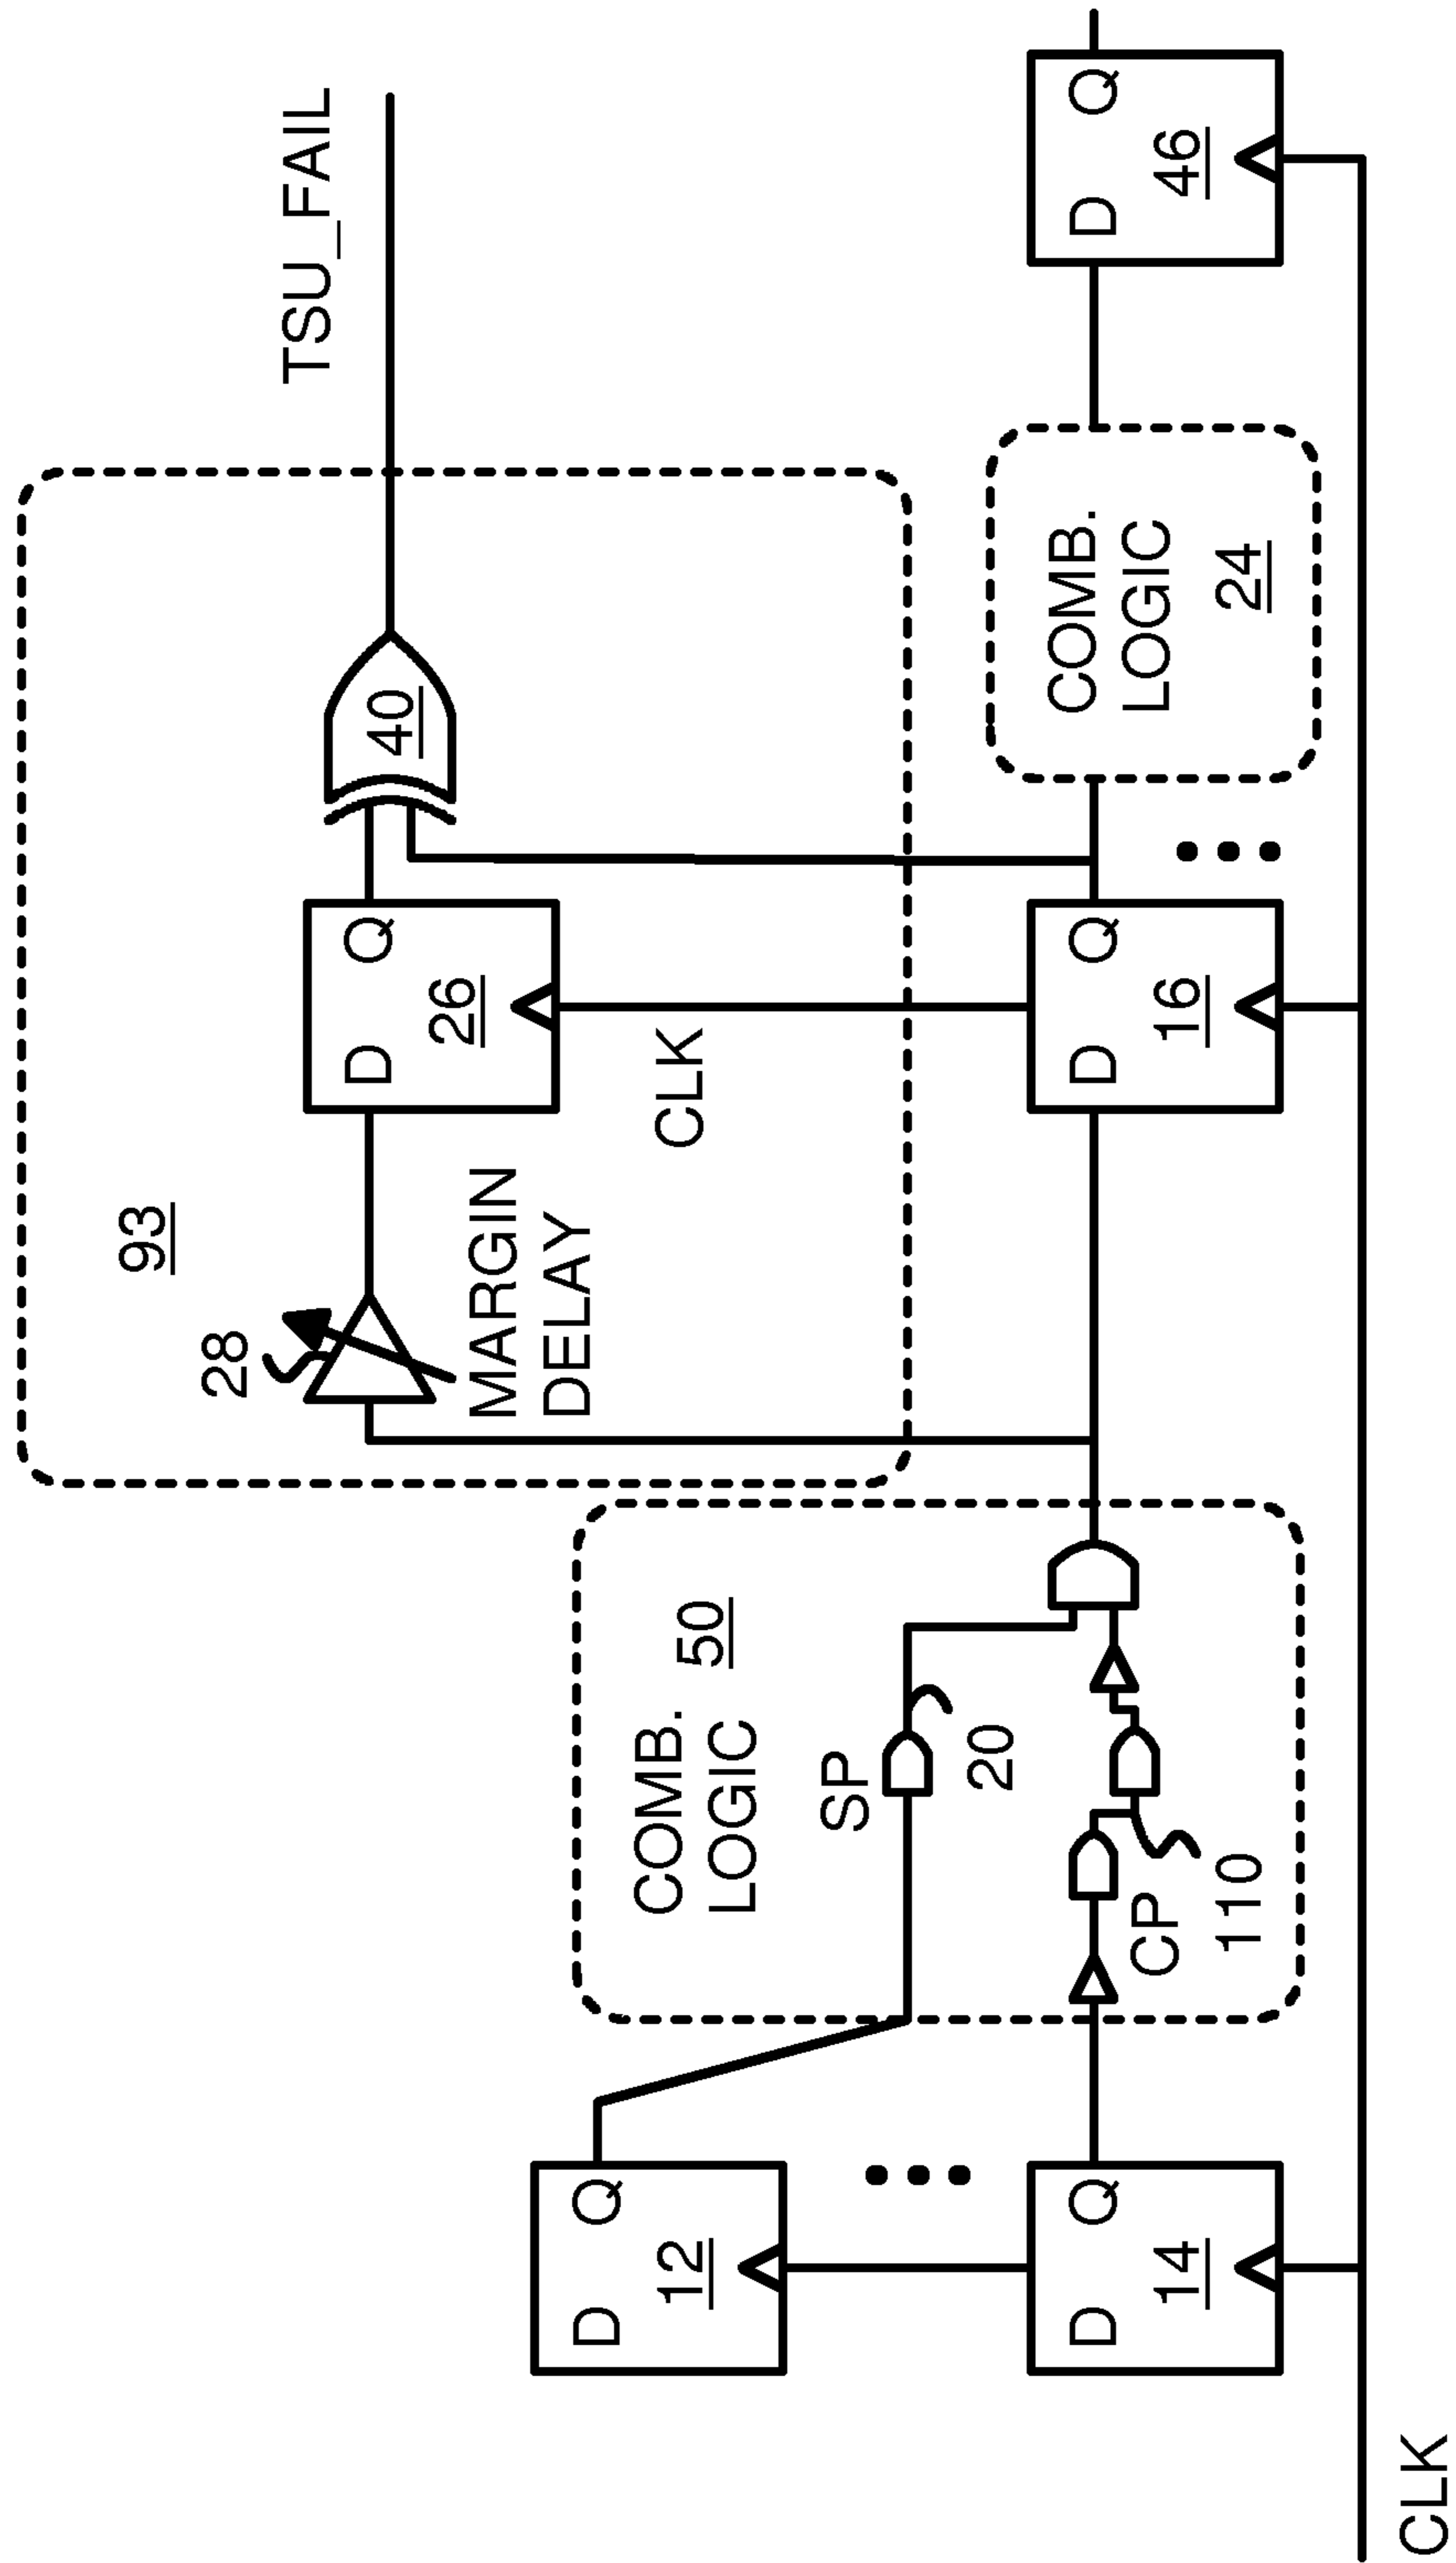 TSU_FAIL
93
28
MARGIN
DELAY
D Q
26
40
CLK
COMB.
LOGIC
50
SP
20
CP
110
D Q
12
D Q
14
D Q
16
COMB.
LOGIC
24
D Q
46
CLK